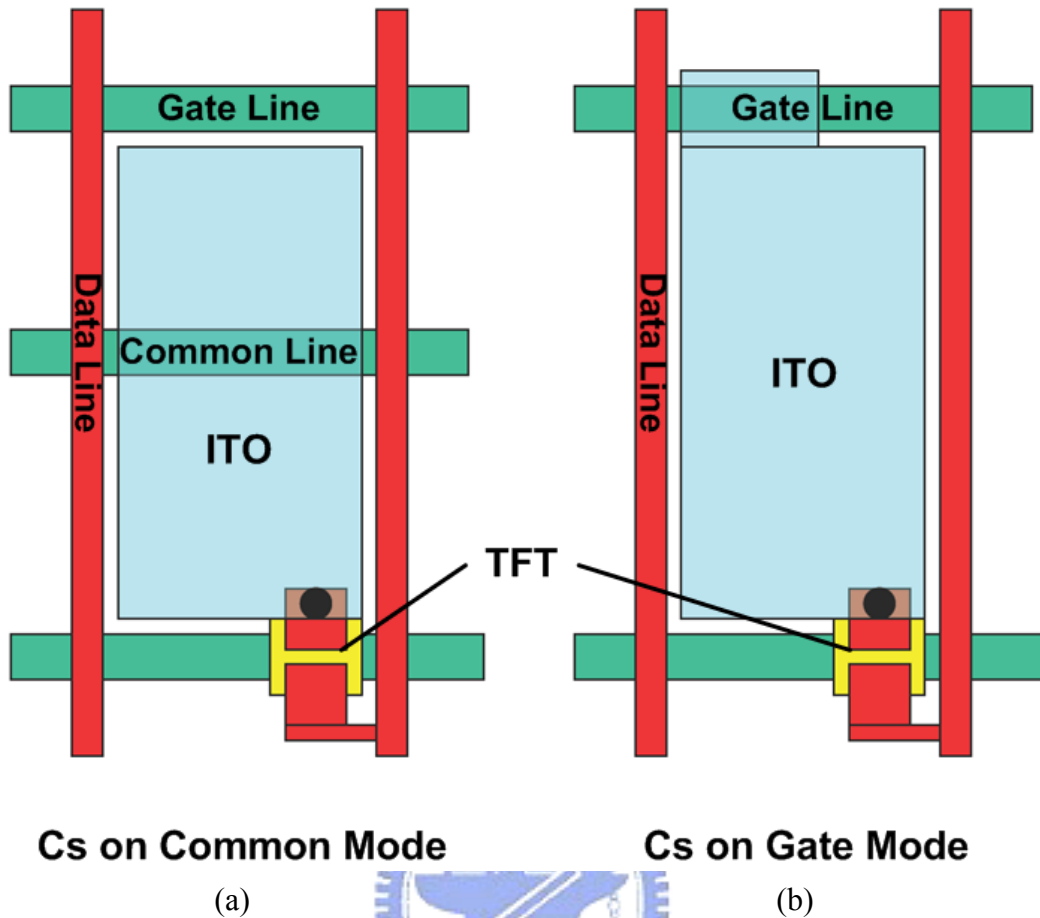 Gate Line
Data Line
Common Line
ITO
TFT
Cs on Common Mode
(a)
Gate Line
Data Line
ITO
Cs on Gate Mode
(b)